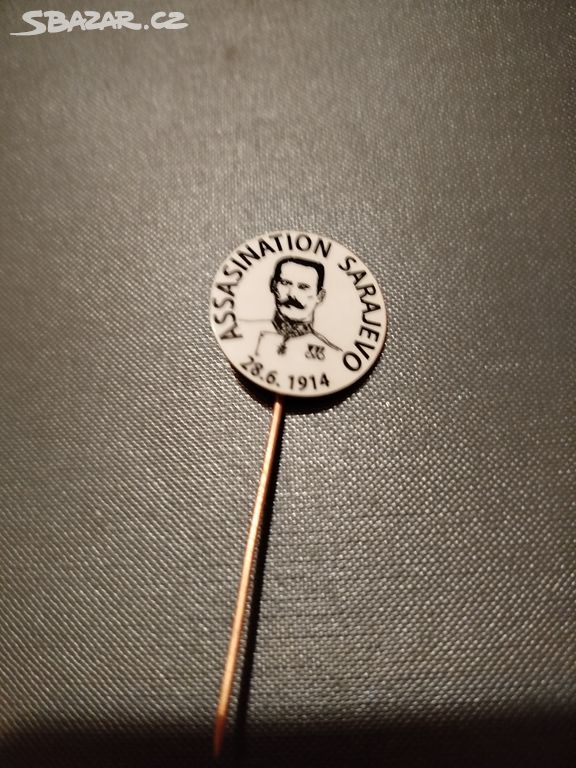 SBAZAR.CZ
ASSASINATION SARAJEVO
28.6. 1914